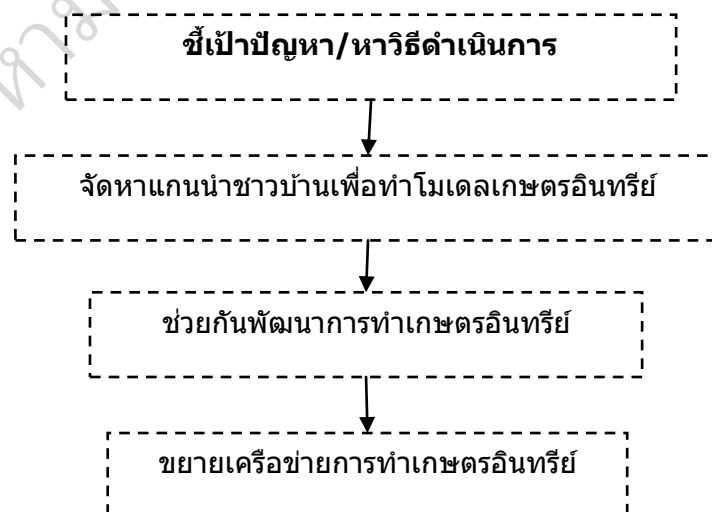 ชี้เป้าปัญหา/หาวิธีดำเนินการ
จัดหาแกนนำชาวบ้านเพื่อทำโมเดลเกษตรอินทรีย์
ช่วยกันพัฒนาการทำเกษตรอินทรีย์
ขยายเครือข่ายการทำเกษตรอินทรีย์